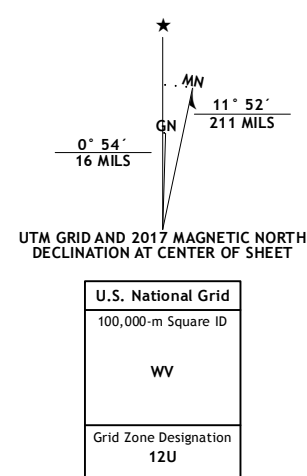 ★
MN
11° 52´
211 MILS
GN
0° 54´
16 MILS
UTM GRID AND 2017 MAGNETIC NORTH
DECLINATION AT CENTER OF SHEET
U.S. National Grid
100,000-m Square ID
WV
Grid Zone Designation
12U